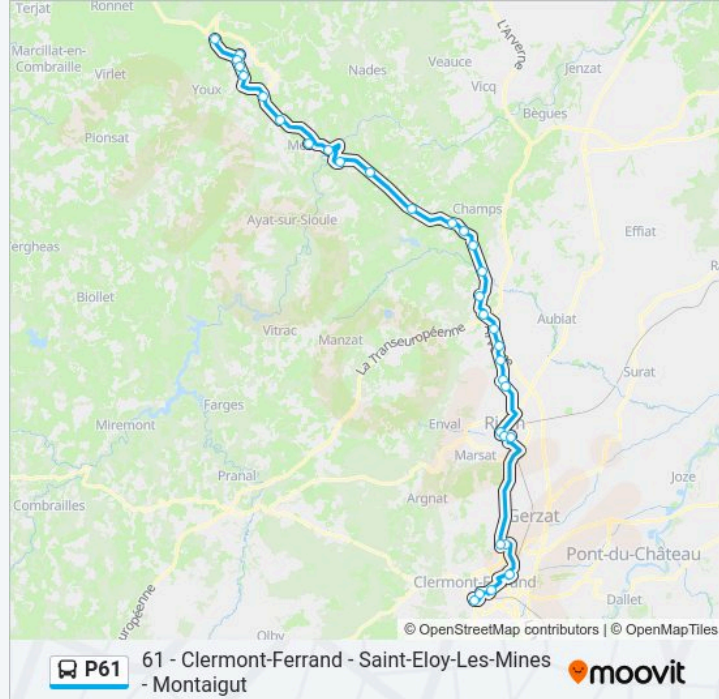 Terjat
Ronnet
Marcillat-en-
Combraille
Virlet
L'Arverne
Veauce
Jenzat
Nades
Vicq
Youx
Bègues
Pionsat
Champs
Ayat-sur-Sioule
Effiat
ergheas
Biollet
Vitrac
Manzat
La Transeuropéenne
Aubiat
Surat
Farges
Miremont
Enval
Marsat
Pranal
Joze
Combrailles
Argnat
Gerzat
Pont-du-Château
Clermont-Ferrand
Dallet
uropéenne
Olby
© OpenStreetMap contributors | © OpenMapTiles
P61
61 - Clermont-Ferrand - Saint-Eloy-Les-Mines
- Montaigut
moovit